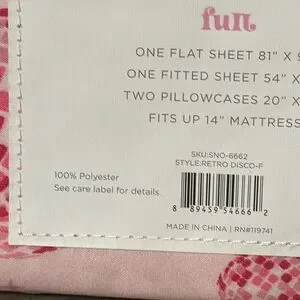 fun
ONE FLAT SHEET 81" X
ONE FITTED SHEET 54" X
TWO PILLOWCASES 20" X
FITS UP 14" MATTRESS
SKU:SNO-6662
STYLE:RETRO DISCO-F
100% Polyester
See care label for details.
8 89459 54666 2
MADE IN CHINA | RN#119741